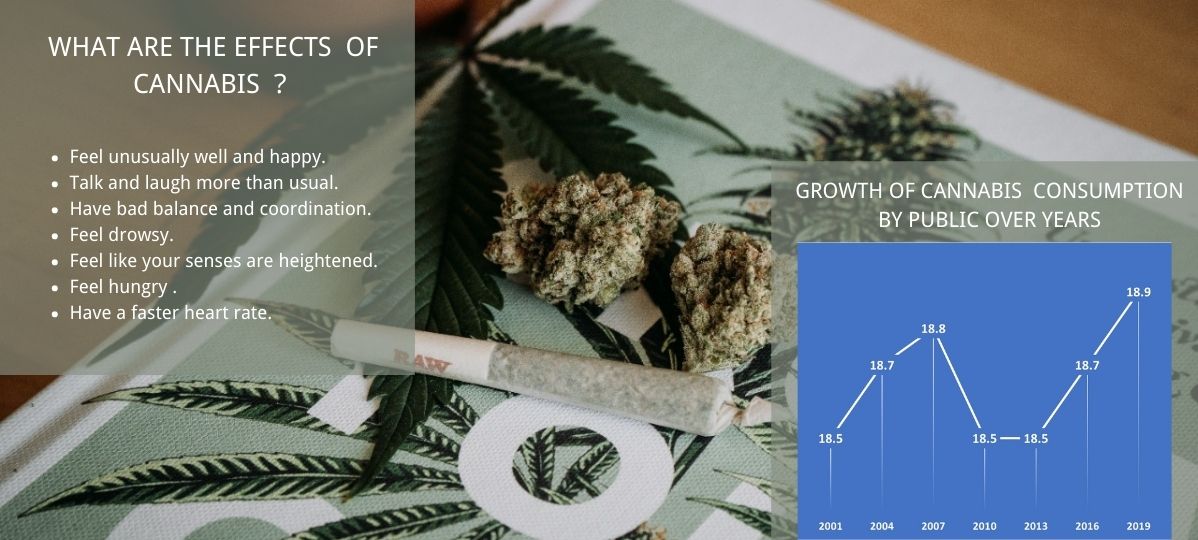 WHAT ARE THE EFFECTS OF
CANNABIS ?
Feel unusually well and happy.
Talk and laugh more than usual.
Have bad balance and coordination.
Feel drowsy.
Feel like your senses are heightened.
Feel hungry .
Have a faster heart rate.
RAW
GROWTH OF CANNABIS CONSUMPTION
BY PUBLIC OVER YEARS
18.9
18.8
18.7
18.7
18.5
18.5
18.5
2001 2004 2007 2010 2013 2016 2019